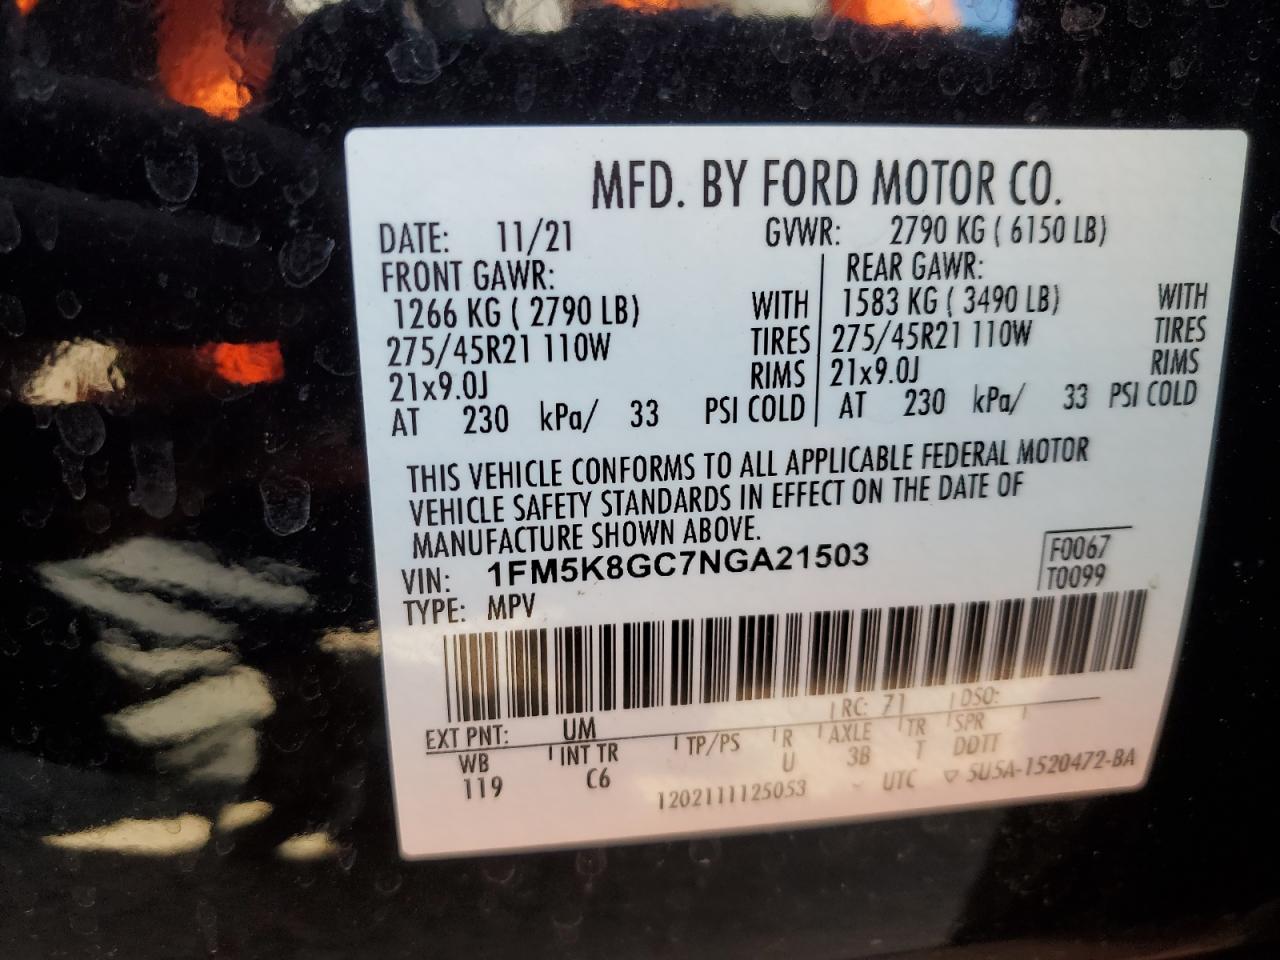 MFD. BY FORD MOTOR CO.
DATE: 11/21 GVWR: 2790 KG ( 6150 LB)
FRONT GAWR: REAR GAWR:
1266 KG ( 2790 LB) WITH 1583 KG ( 3490 LB) WITH
275/45R21 110W TIRES 275/45R21 110W TIRES
21x9.0J RIMS 21x9.0J RIMS
AT 230 kPa/ 33 PSI COLD AT 230 kPa/ 33 PSI COLD
THIS VEHICLE CONFORMS TO ALL APPLICABLE FEDERAL MOTOR
VEHICLE SAFETY STANDARDS IN EFFECT ON THE DATE OF
MANUFACTURE SHOWN ABOVE.
VIN: 1FM5K8GC7NGA21503 F0067
TYPE: MPV T0099
EXT PNT: UM RC: 71 DSO:
WB INT TR TP/PS R AXLE TR SPR
119 C6 U 3B T DDTT
1202111125053 UTC ▽ SU5A-1520472-BA